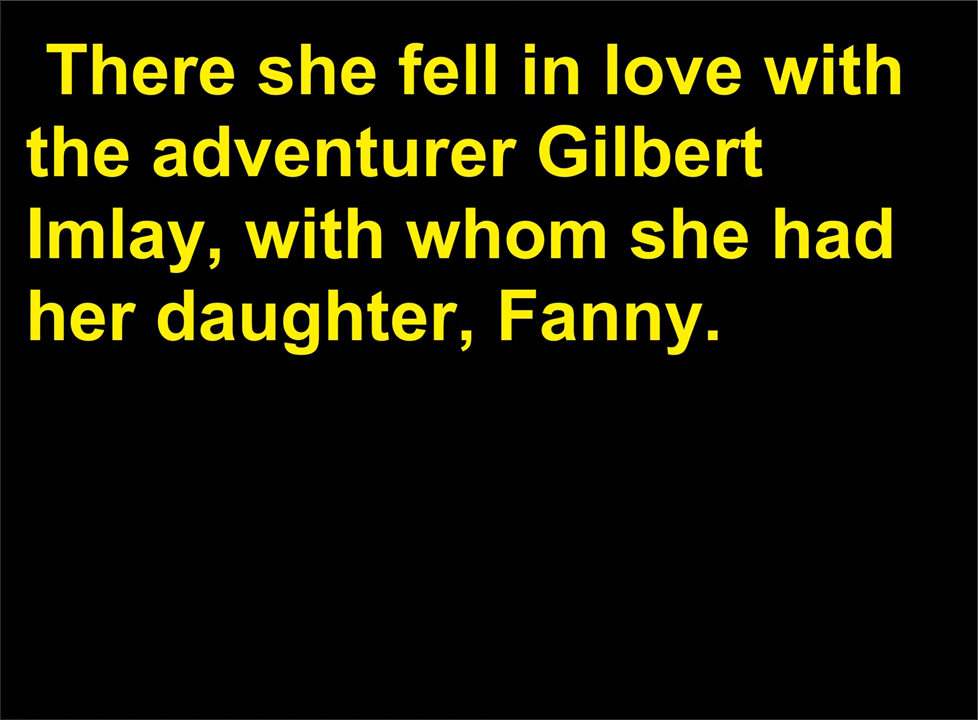 There she fell in love with
the adventurer Gilbert
Imlay, with whom she had
her daughter, Fanny.